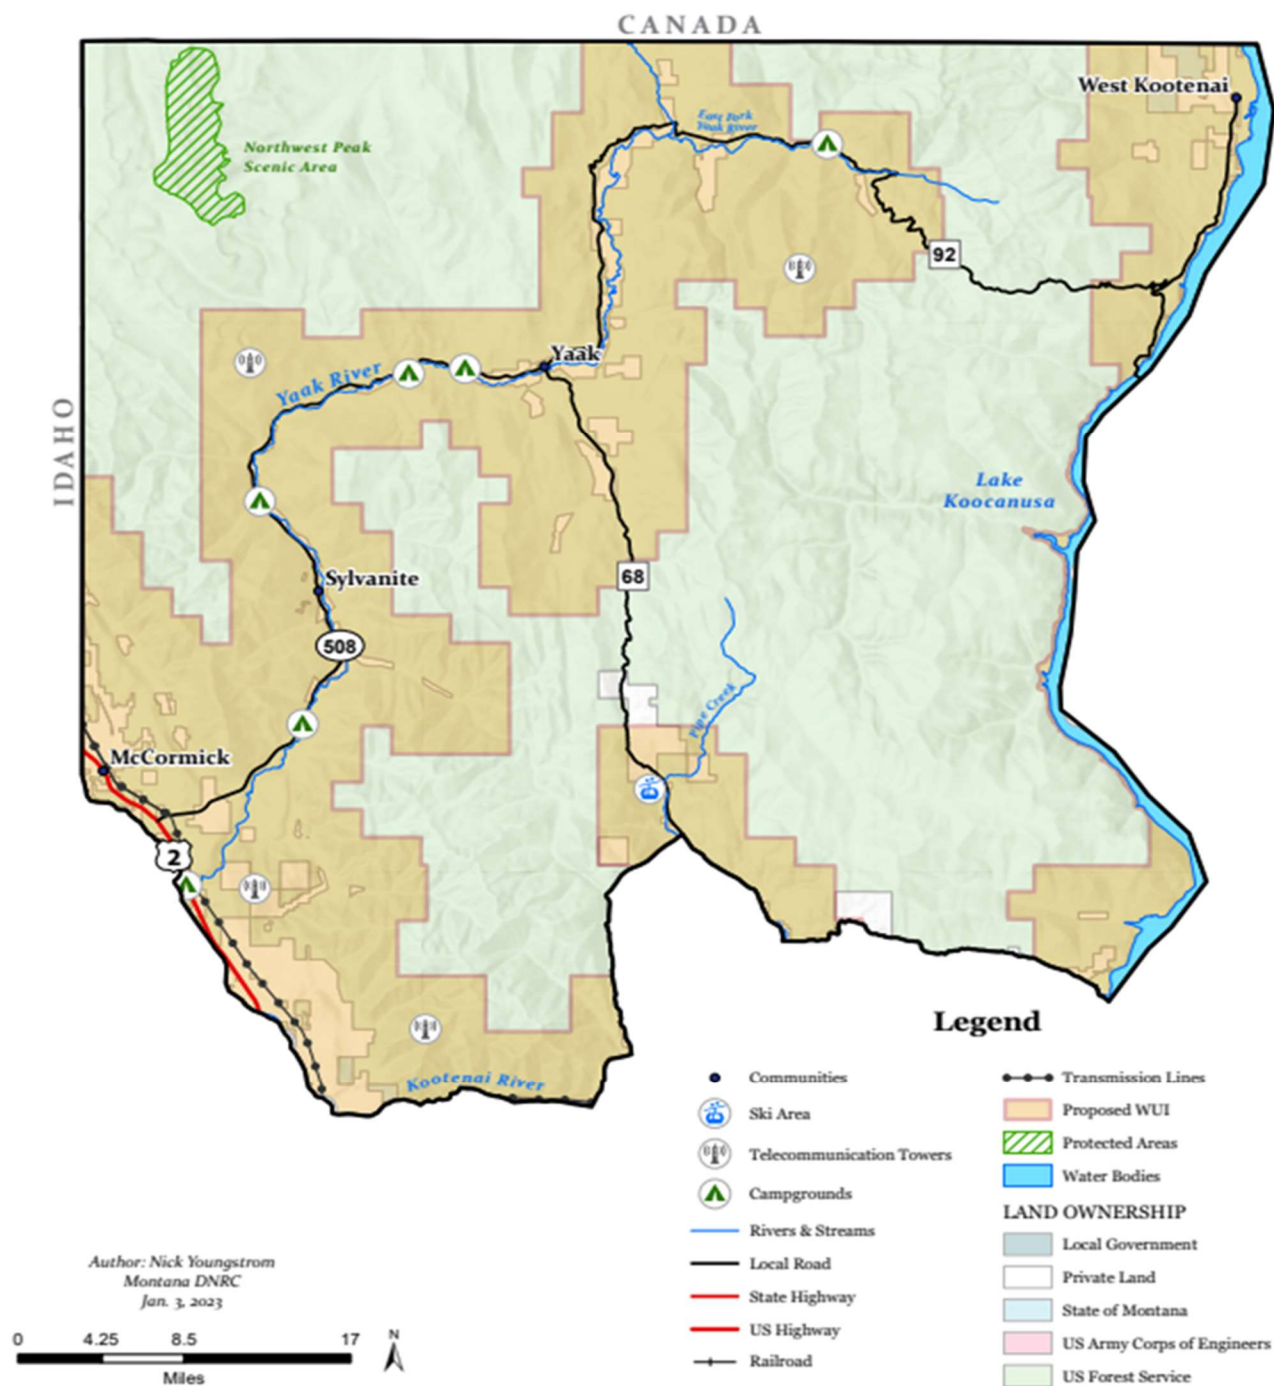 CANADA
West Kootenai
East Fork
Yaak River
Northwest Peak
Scenic Area
92
Yaak
Yaak River
IDAHO
Lake
Koocanusa
68
Sylvanite
508
Pipe Creek
McCormick
2
Kootenai River
Legend
Communities
Ski Area
Telecommunication Towers
Campgrounds
Rivers & Streams
Local Road
State Highway
US Highway
Railroad
Transmission Lines
Proposed WUI
Protected Areas
Water Bodies
LAND OWNERSHIP
Local Government
Private Land
State of Montana
US Army Corps of Engineers
US Forest Service
Author: Nick Youngstrom
Montana DNRC
Jan. 3, 2023
0 4.25 8.5 17
Miles
N